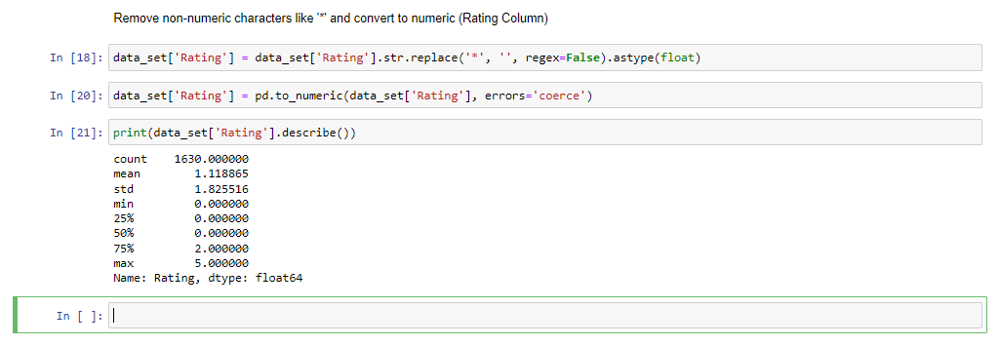 Remove non-numeric characters like '*' and convert to numeric (Rating Column)
In [18]: data_set['Rating'] = data_set['Rating'].str.replace('*', '', regex=False).astype(float)
In [20]: data_set['Rating'] = pd.to_numeric(data_set['Rating'], errors='coerce')
In [21]: print(data_set['Rating'].describe())
count    1630.000000
mean        1.118865
std         1.825516
min         0.000000
25%         0.000000
50%         0.000000
75%         2.000000
max         5.000000
Name: Rating, dtype: float64
In [ ]: